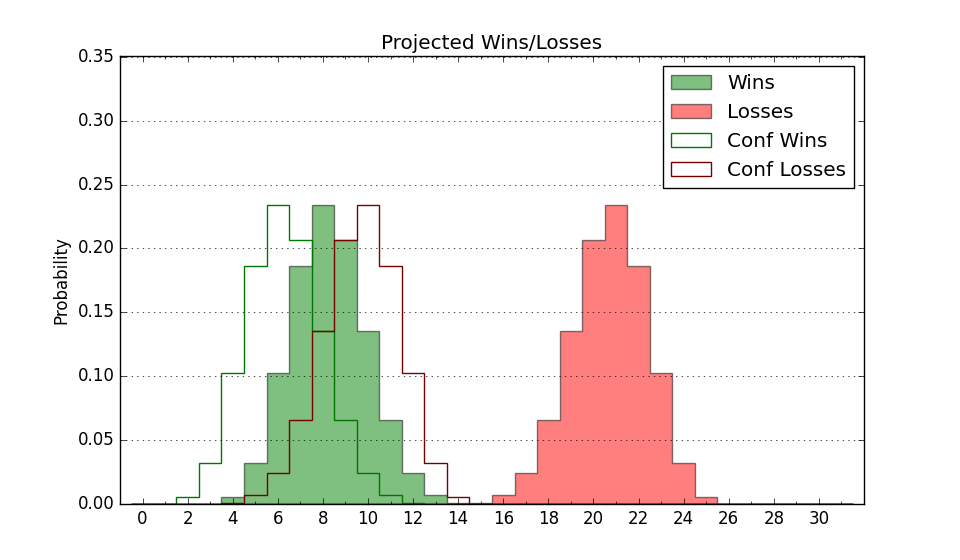 Projected Wins/Losses
0.35
0.30
0.25
0.20
0.15
0.10
0.05
0.00
Probability
Wins
Losses
Conf Wins
Conf Losses
0 2 4 6 8 10 12 14 16 18 20 22 24 26 28 30